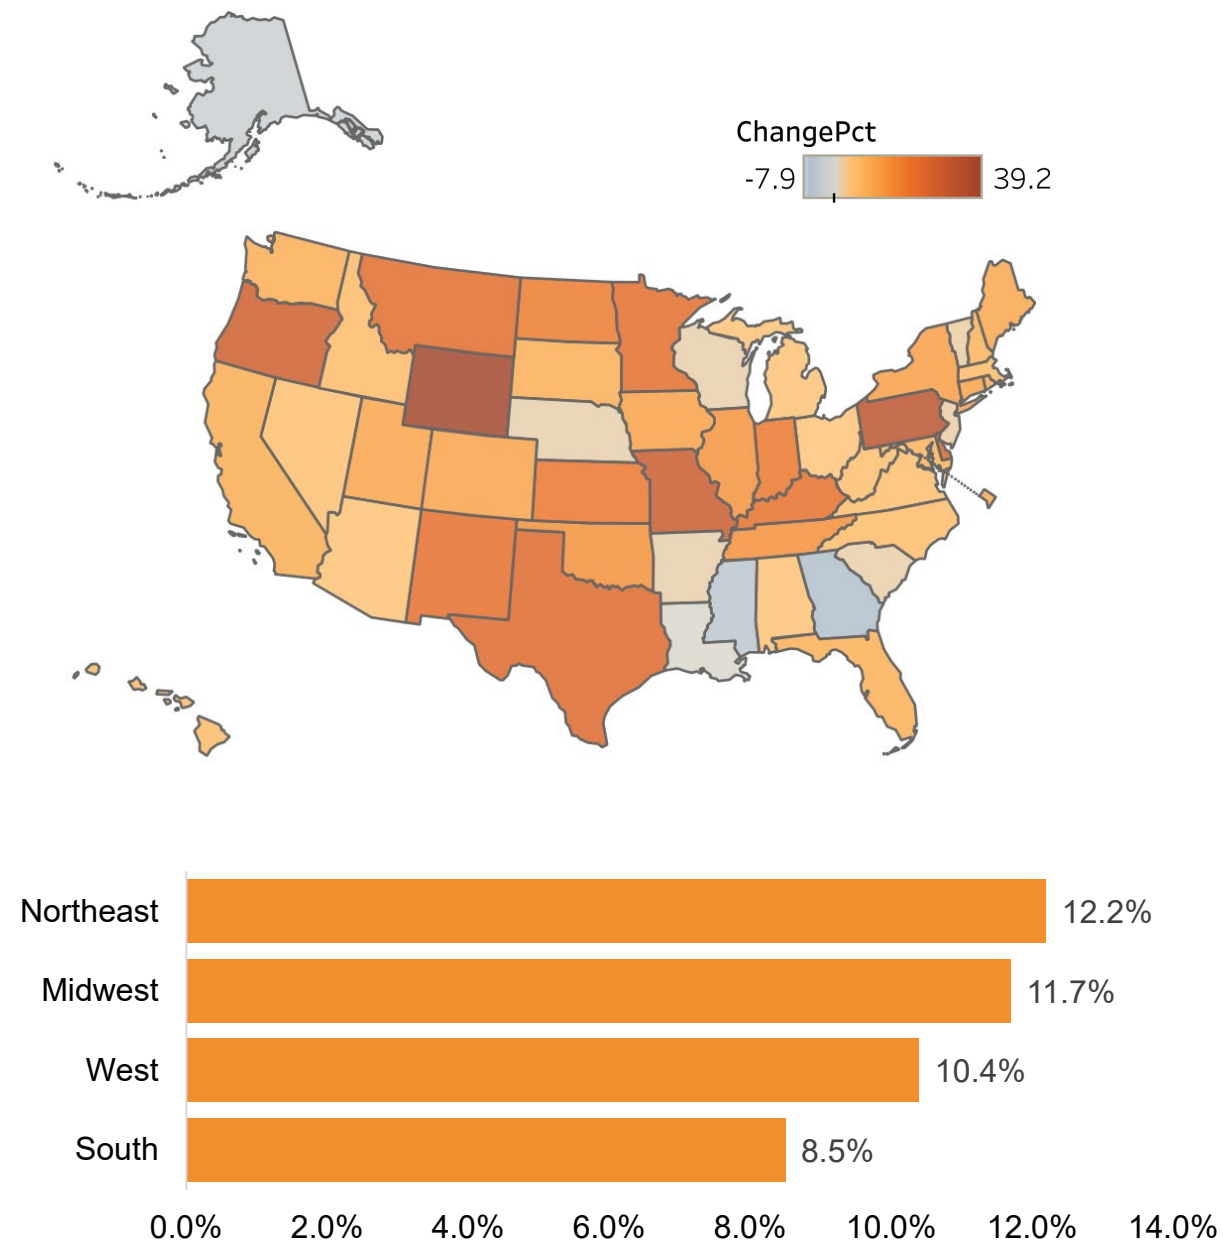 ChangePct
-7.9 39.2
Northeast 12.2%
Midwest 11.7%
West 10.4%
South 8.5%
0.0% 2.0% 4.0% 6.0% 8.0% 10.0% 12.0% 14.0%